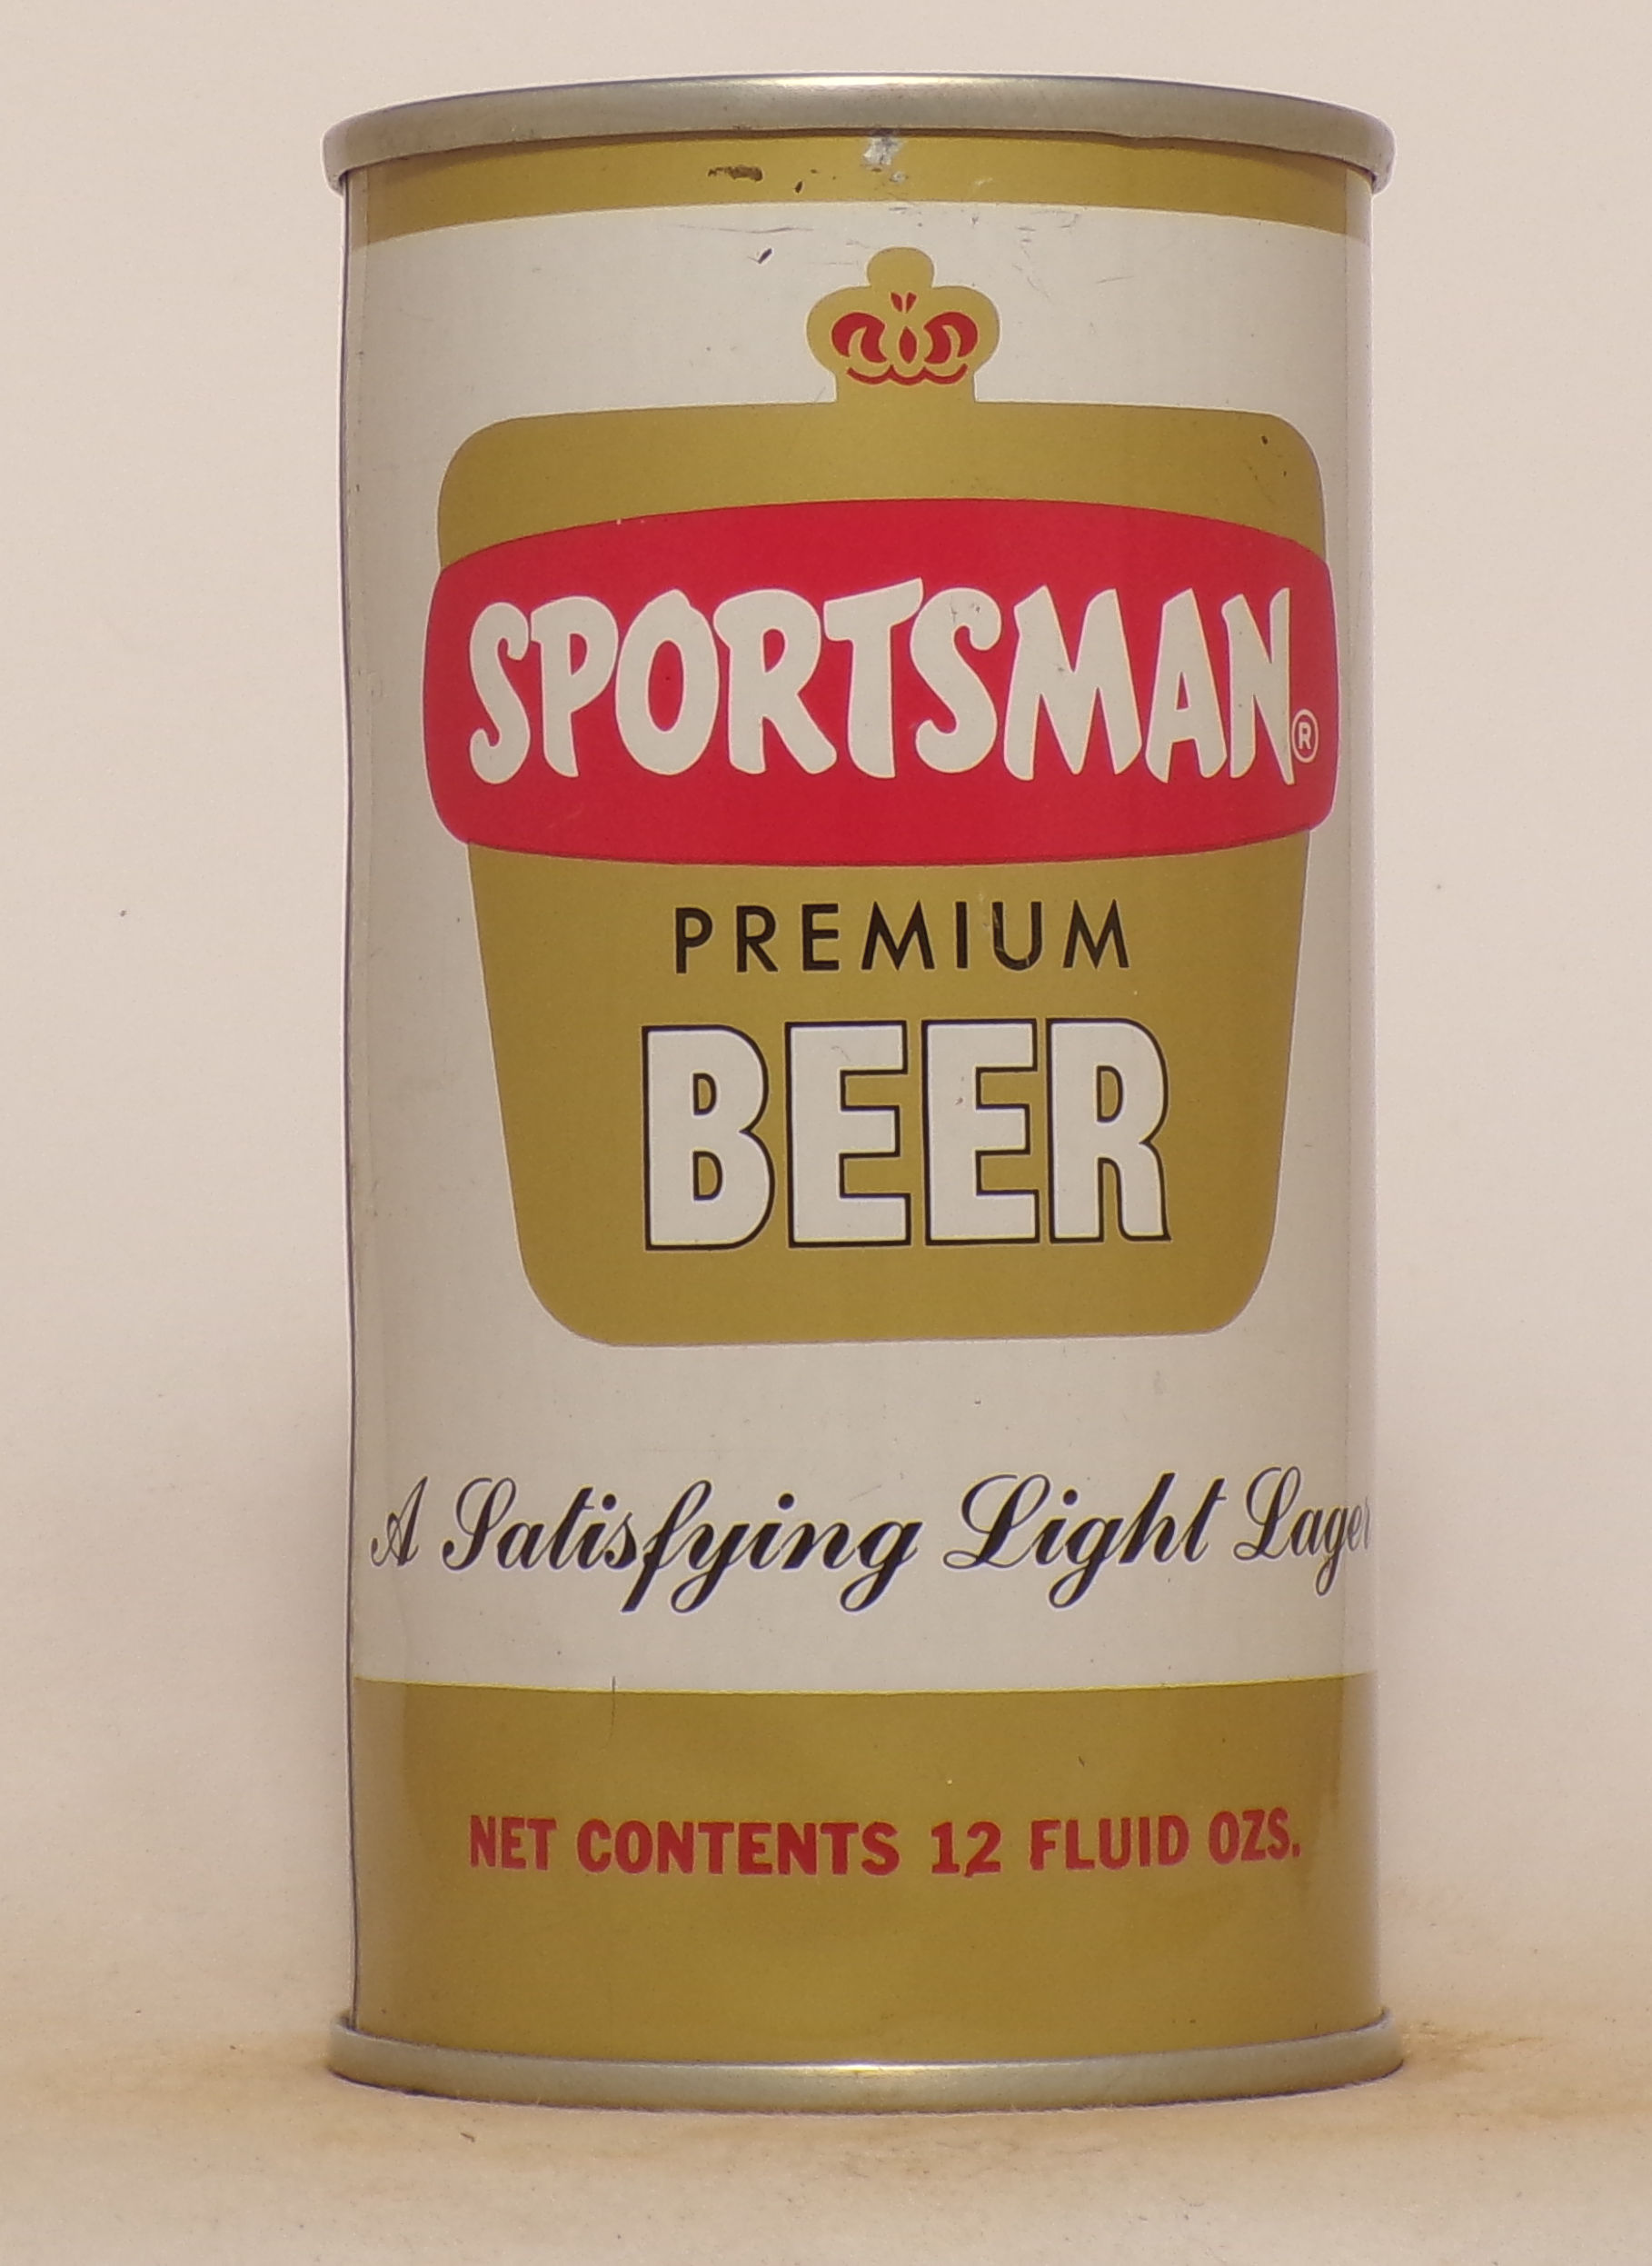 SPORTSMAN®
PREMIUM
BEER
A Satisfying Light Lager
NET CONTENTS 12 FLUID OZS.